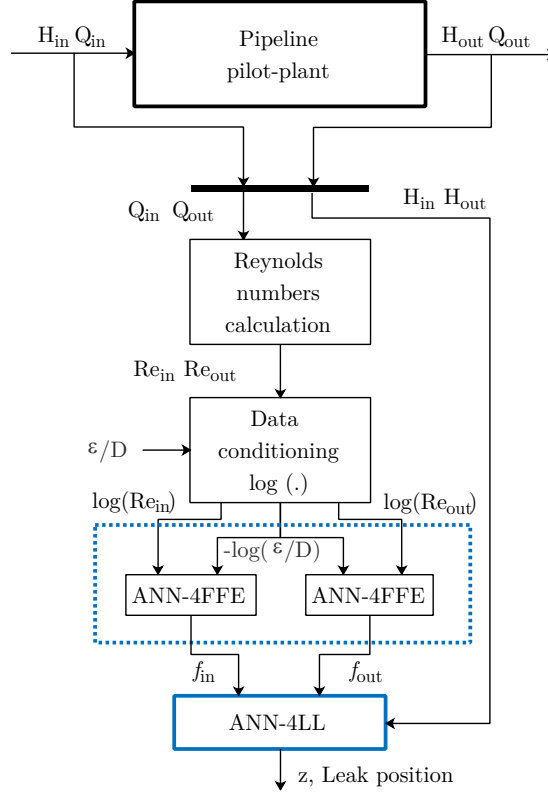 H_in Q_in
Pipeline
pilot-plant
H_out Q_out
Q_in Q_out
H_in H_out
Reynolds
numbers
calculation
Re_in Re_out
ε/D
Data
conditioning
log (.)
log(Re_in)
log(Re_out)
-log(ε/D)
ANN-4FFE
ANN-4FFE
f_in
f_out
ANN-4LL
z, Leak position